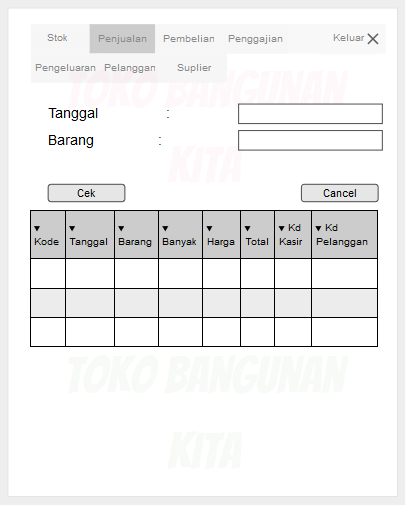 Stok Penjualan Pembelian Penggajian Keluar
Pengeluaran Pelanggan Suplier
TOKO BANGUNAN
Tanggal :
Barang :
KITA
Cek Cancel
Kode Tanggal Barang Banyak Harga Total Kd Kasir Kd Pelanggan
TOKO BANGUNAN
KITA